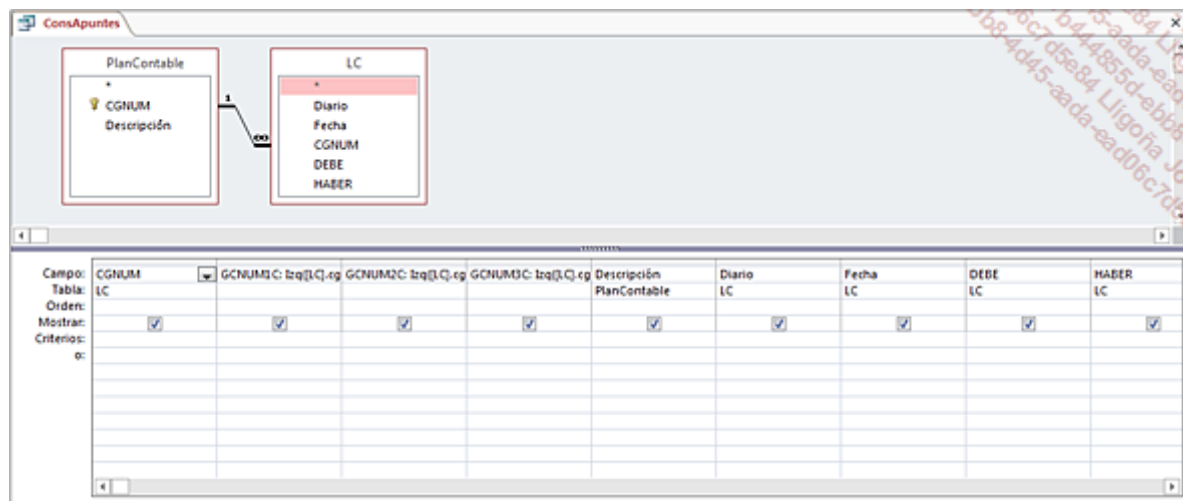 ConsApuntes
PlanContable
*
CGNUM
Descripción
1
∞
LC
*
Diario
Fecha
CGNUM
DEBE
HABER
Campo: CGNUM GCNUM1C: Izq([LC].cg GCNUM2C: Izq([LC].cg GCNUM3C: Izq([LC].cg Descripción Diario Fecha DEBE HABER
Tabla: LC PlanContable LC LC LC LC
Orden:
Mostrar:
Criterios:
o: